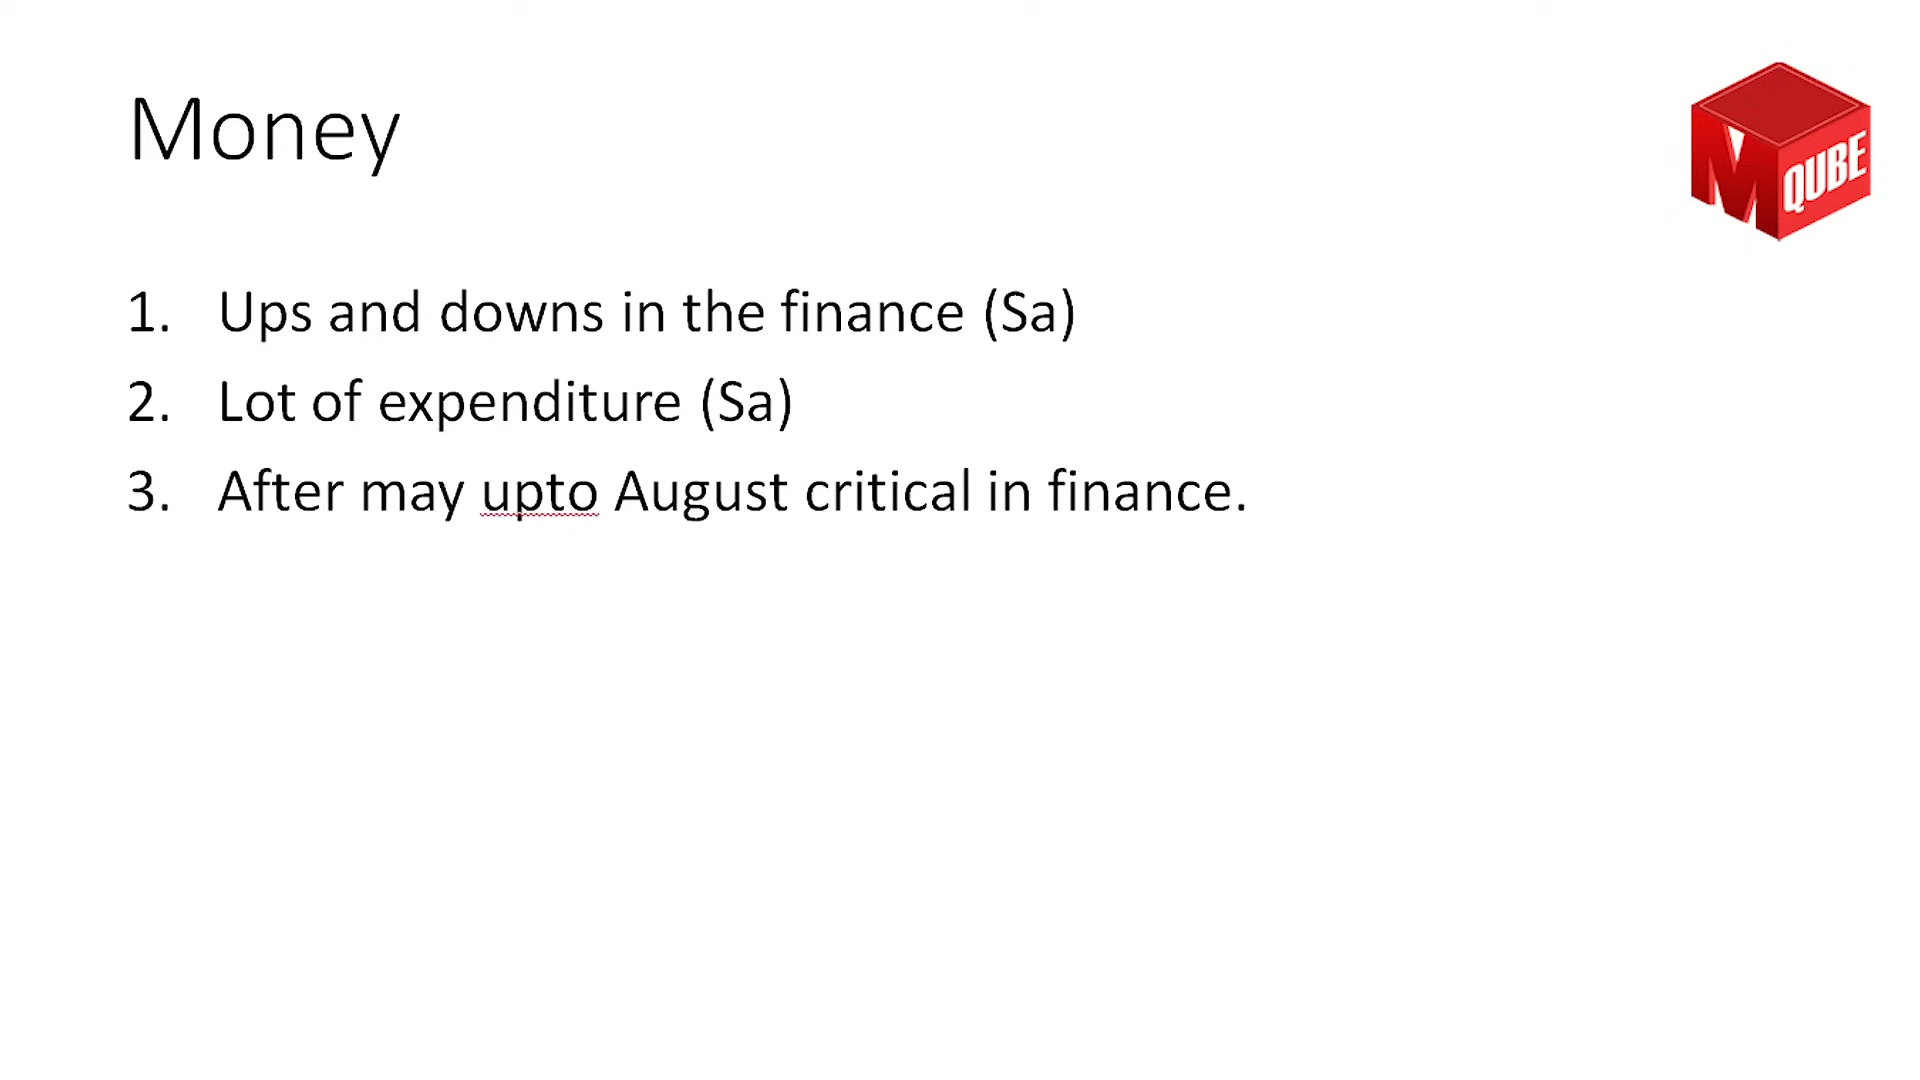 Money
M QUBE
1. Ups and downs in the finance (Sa)
2. Lot of expenditure (Sa)
3. After may upto August critical in finance.